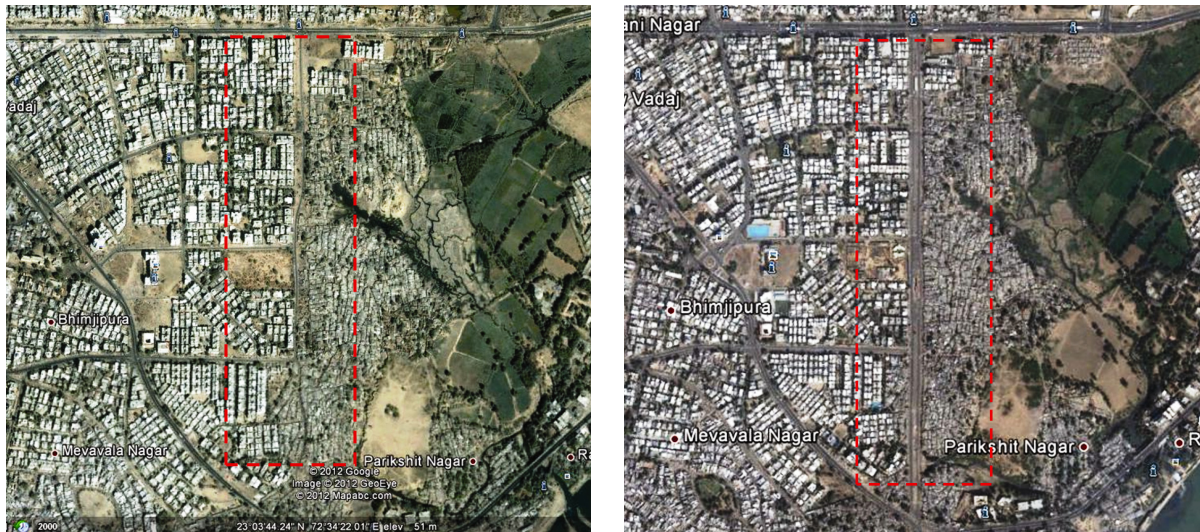 vadaj
Bhimjipura
Mevavala Nagar
Parikshit Nagar
Ra
© 2012 Google
Image © 2012 GeoEye
© 2012 Mapabc.com
2000
23°03'44.24" N 72°34'22.01" E elev 51 m
ani Nagar
Vadaj
Bhimjipura
Mevavala Nagar
Parikshit Nagar
R